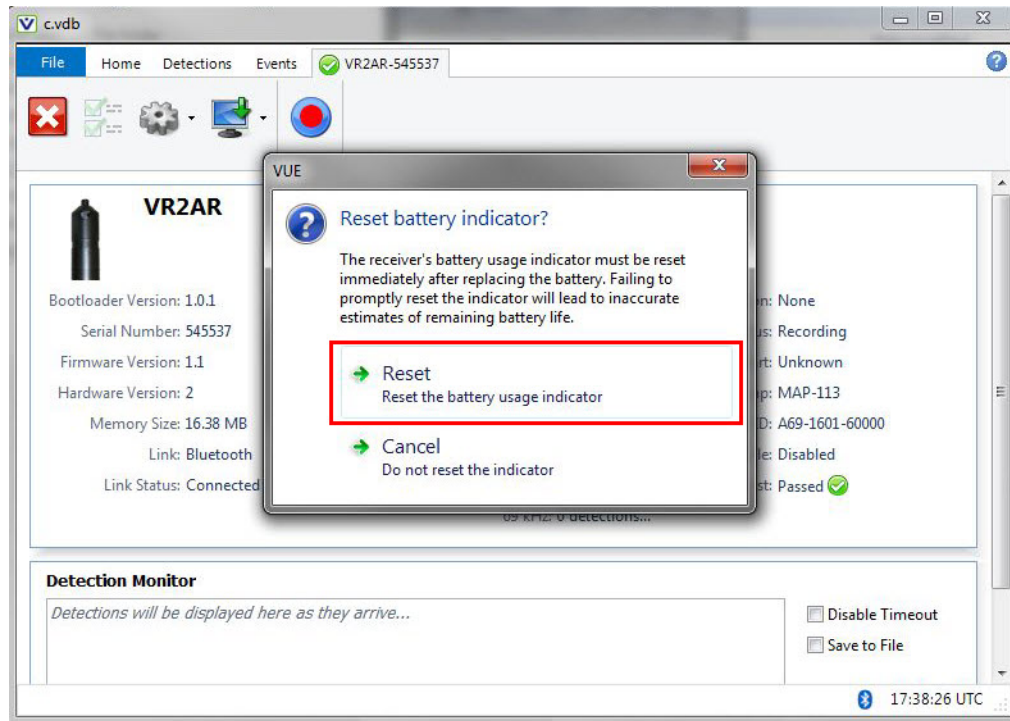 c.vdb
File Home Detections Events VR2AR-545537
VUE
VR2AR
Reset battery indicator?
The receiver's battery usage indicator must be reset
immediately after replacing the battery. Failing to
promptly reset the indicator will lead to inaccurate
estimates of remaining battery life.
Reset
Reset the battery usage indicator
Cancel
Do not reset the indicator
Bootloader Version: 1.0.1
Serial Number: 545537
Firmware Version: 1.1
Hardware Version: 2
Memory Size: 16.38 MB
Link: Bluetooth
Link Status: Connected
None
Recording
Unknown
MAP-113
A69-1601-60000
Disabled
Passed
69 kHz: 0 detections...
Detection Monitor
Detections will be displayed here as they arrive...
Disable Timeout
Save to File
17:38:26 UTC